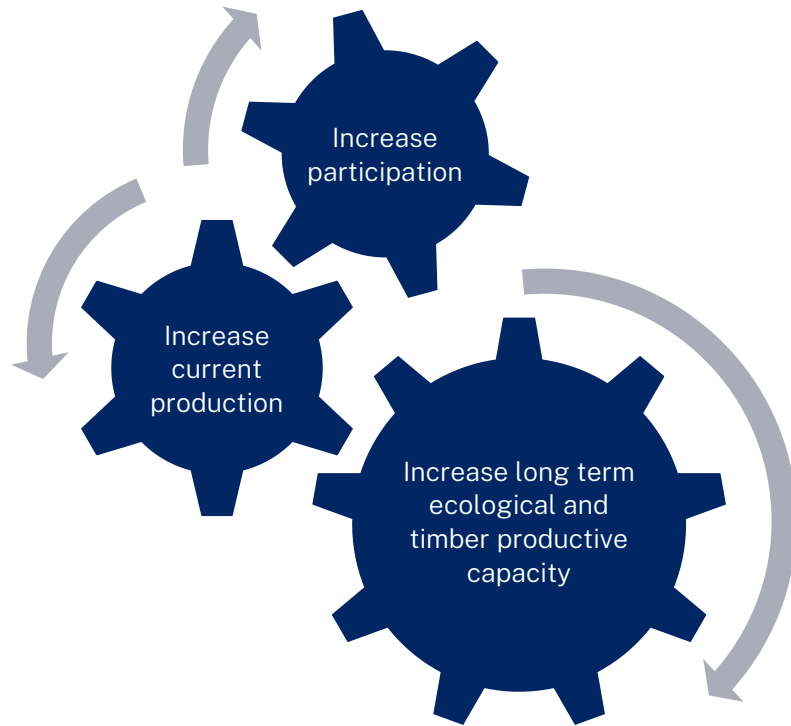 Increase
participation
Increase
current
production
Increase long term
ecological and
timber productive
capacity